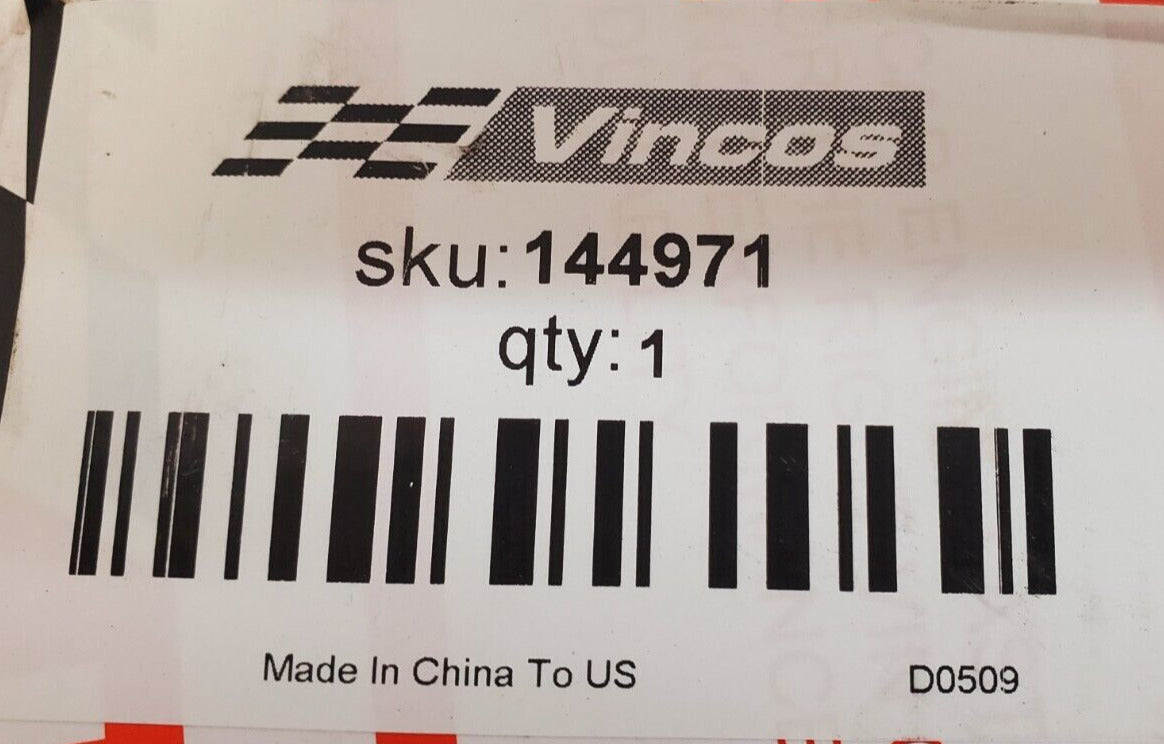 Vincos
sku:144971
qty:1
Made In China To US
D0509